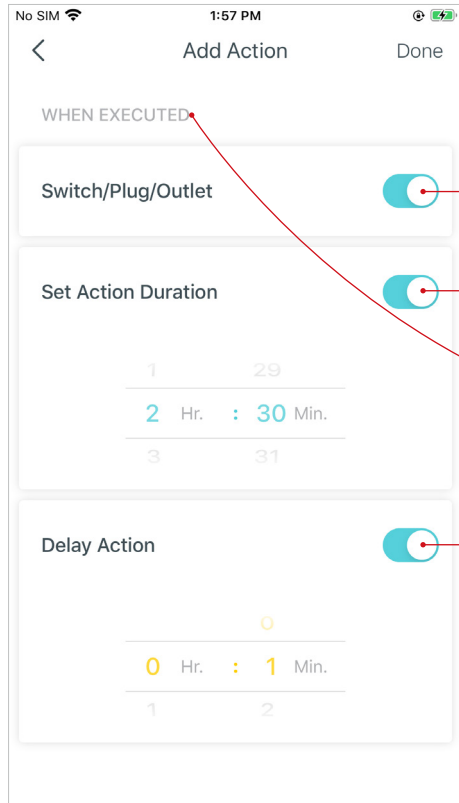 No SIM 1:57 PM
Add Action Done
WHEN EXECUTED
Switch/Plug/Outlet
Set Action Duration
1 29
2 Hr. : 30 Min.
3 31
Delay Action
0
0 Hr. : 1 Min.
1 2